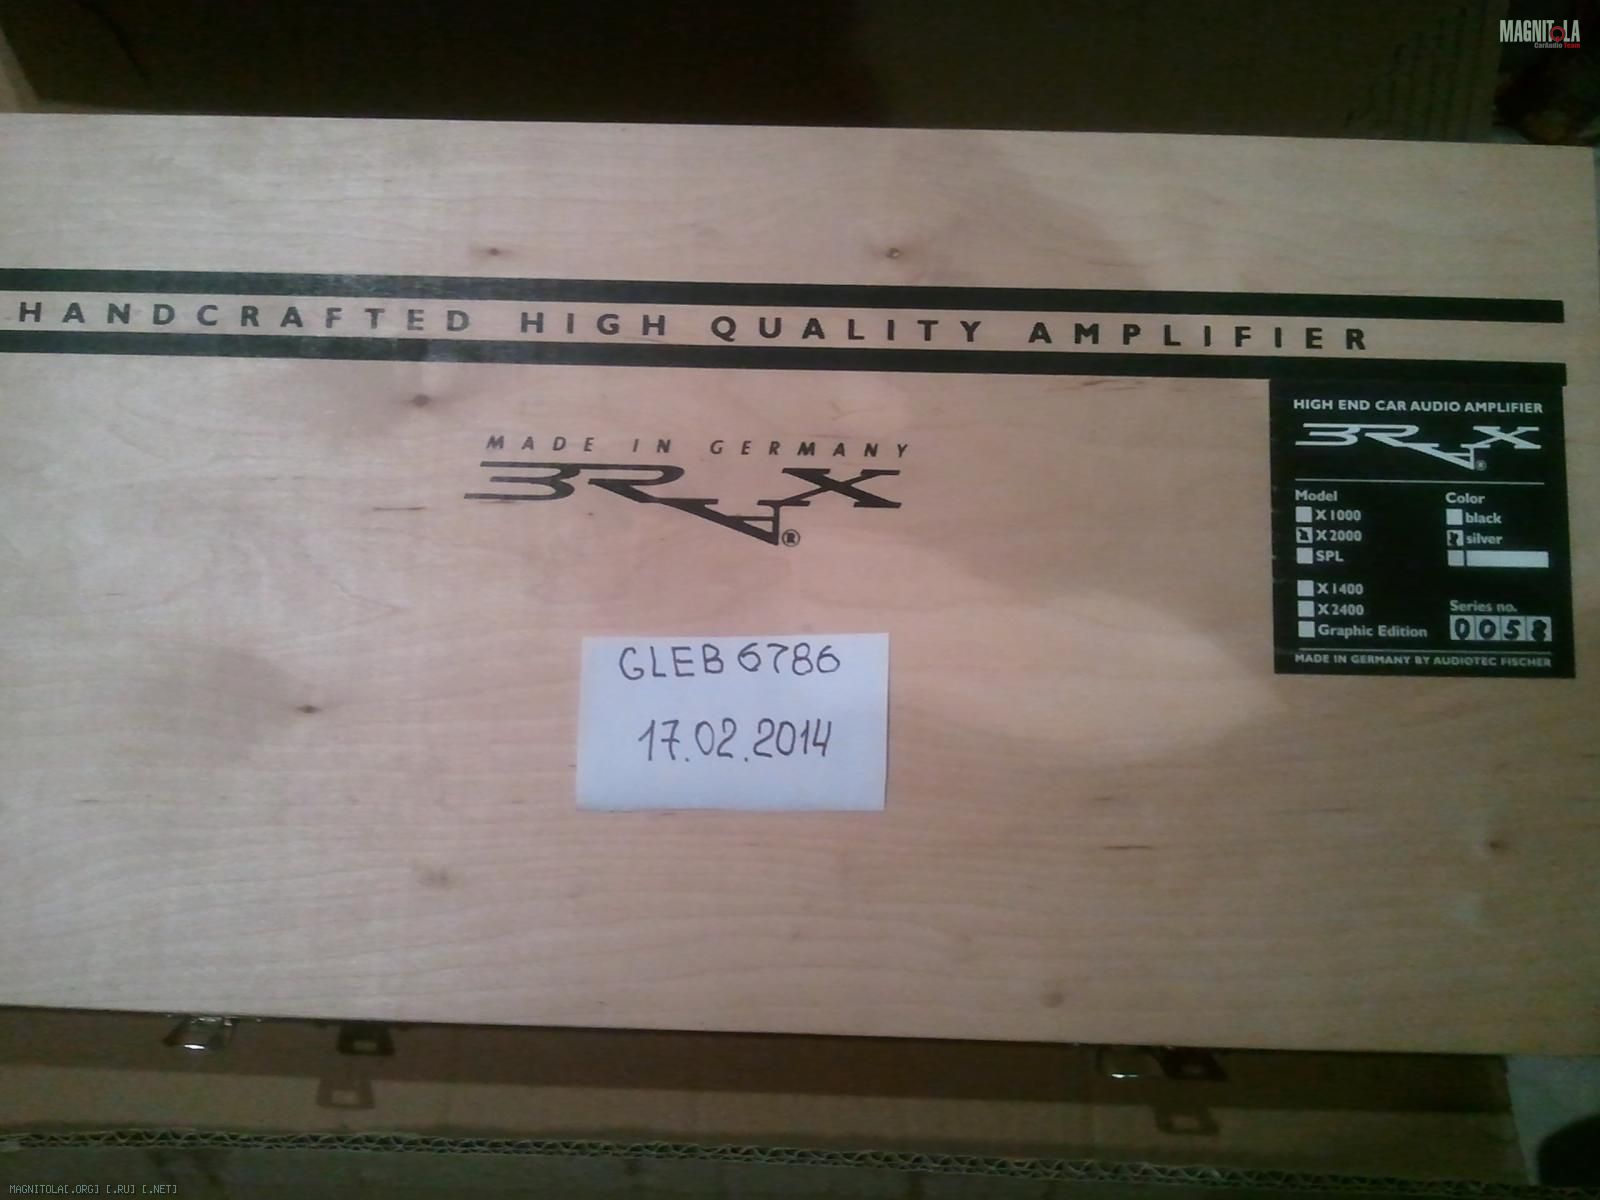 MAGNITOLA
CarAudio Team
HANDCRAFTED HIGH QUALITY AMPLIFIER
MADE IN GERMANY
BRAX®
HIGH END CAR AUDIO AMPLIFIER
BRAX®
Model
X1000
X2000
SPL
X1400
X2400
Graphic Edition
Color
black
silver
Series no.
0058
MADE IN GERMANY BY AUDIOTEC FISCHER
GLEB 6786
17.02.2014
MAGNITOLA[.ORG] [.RU] [.NET]